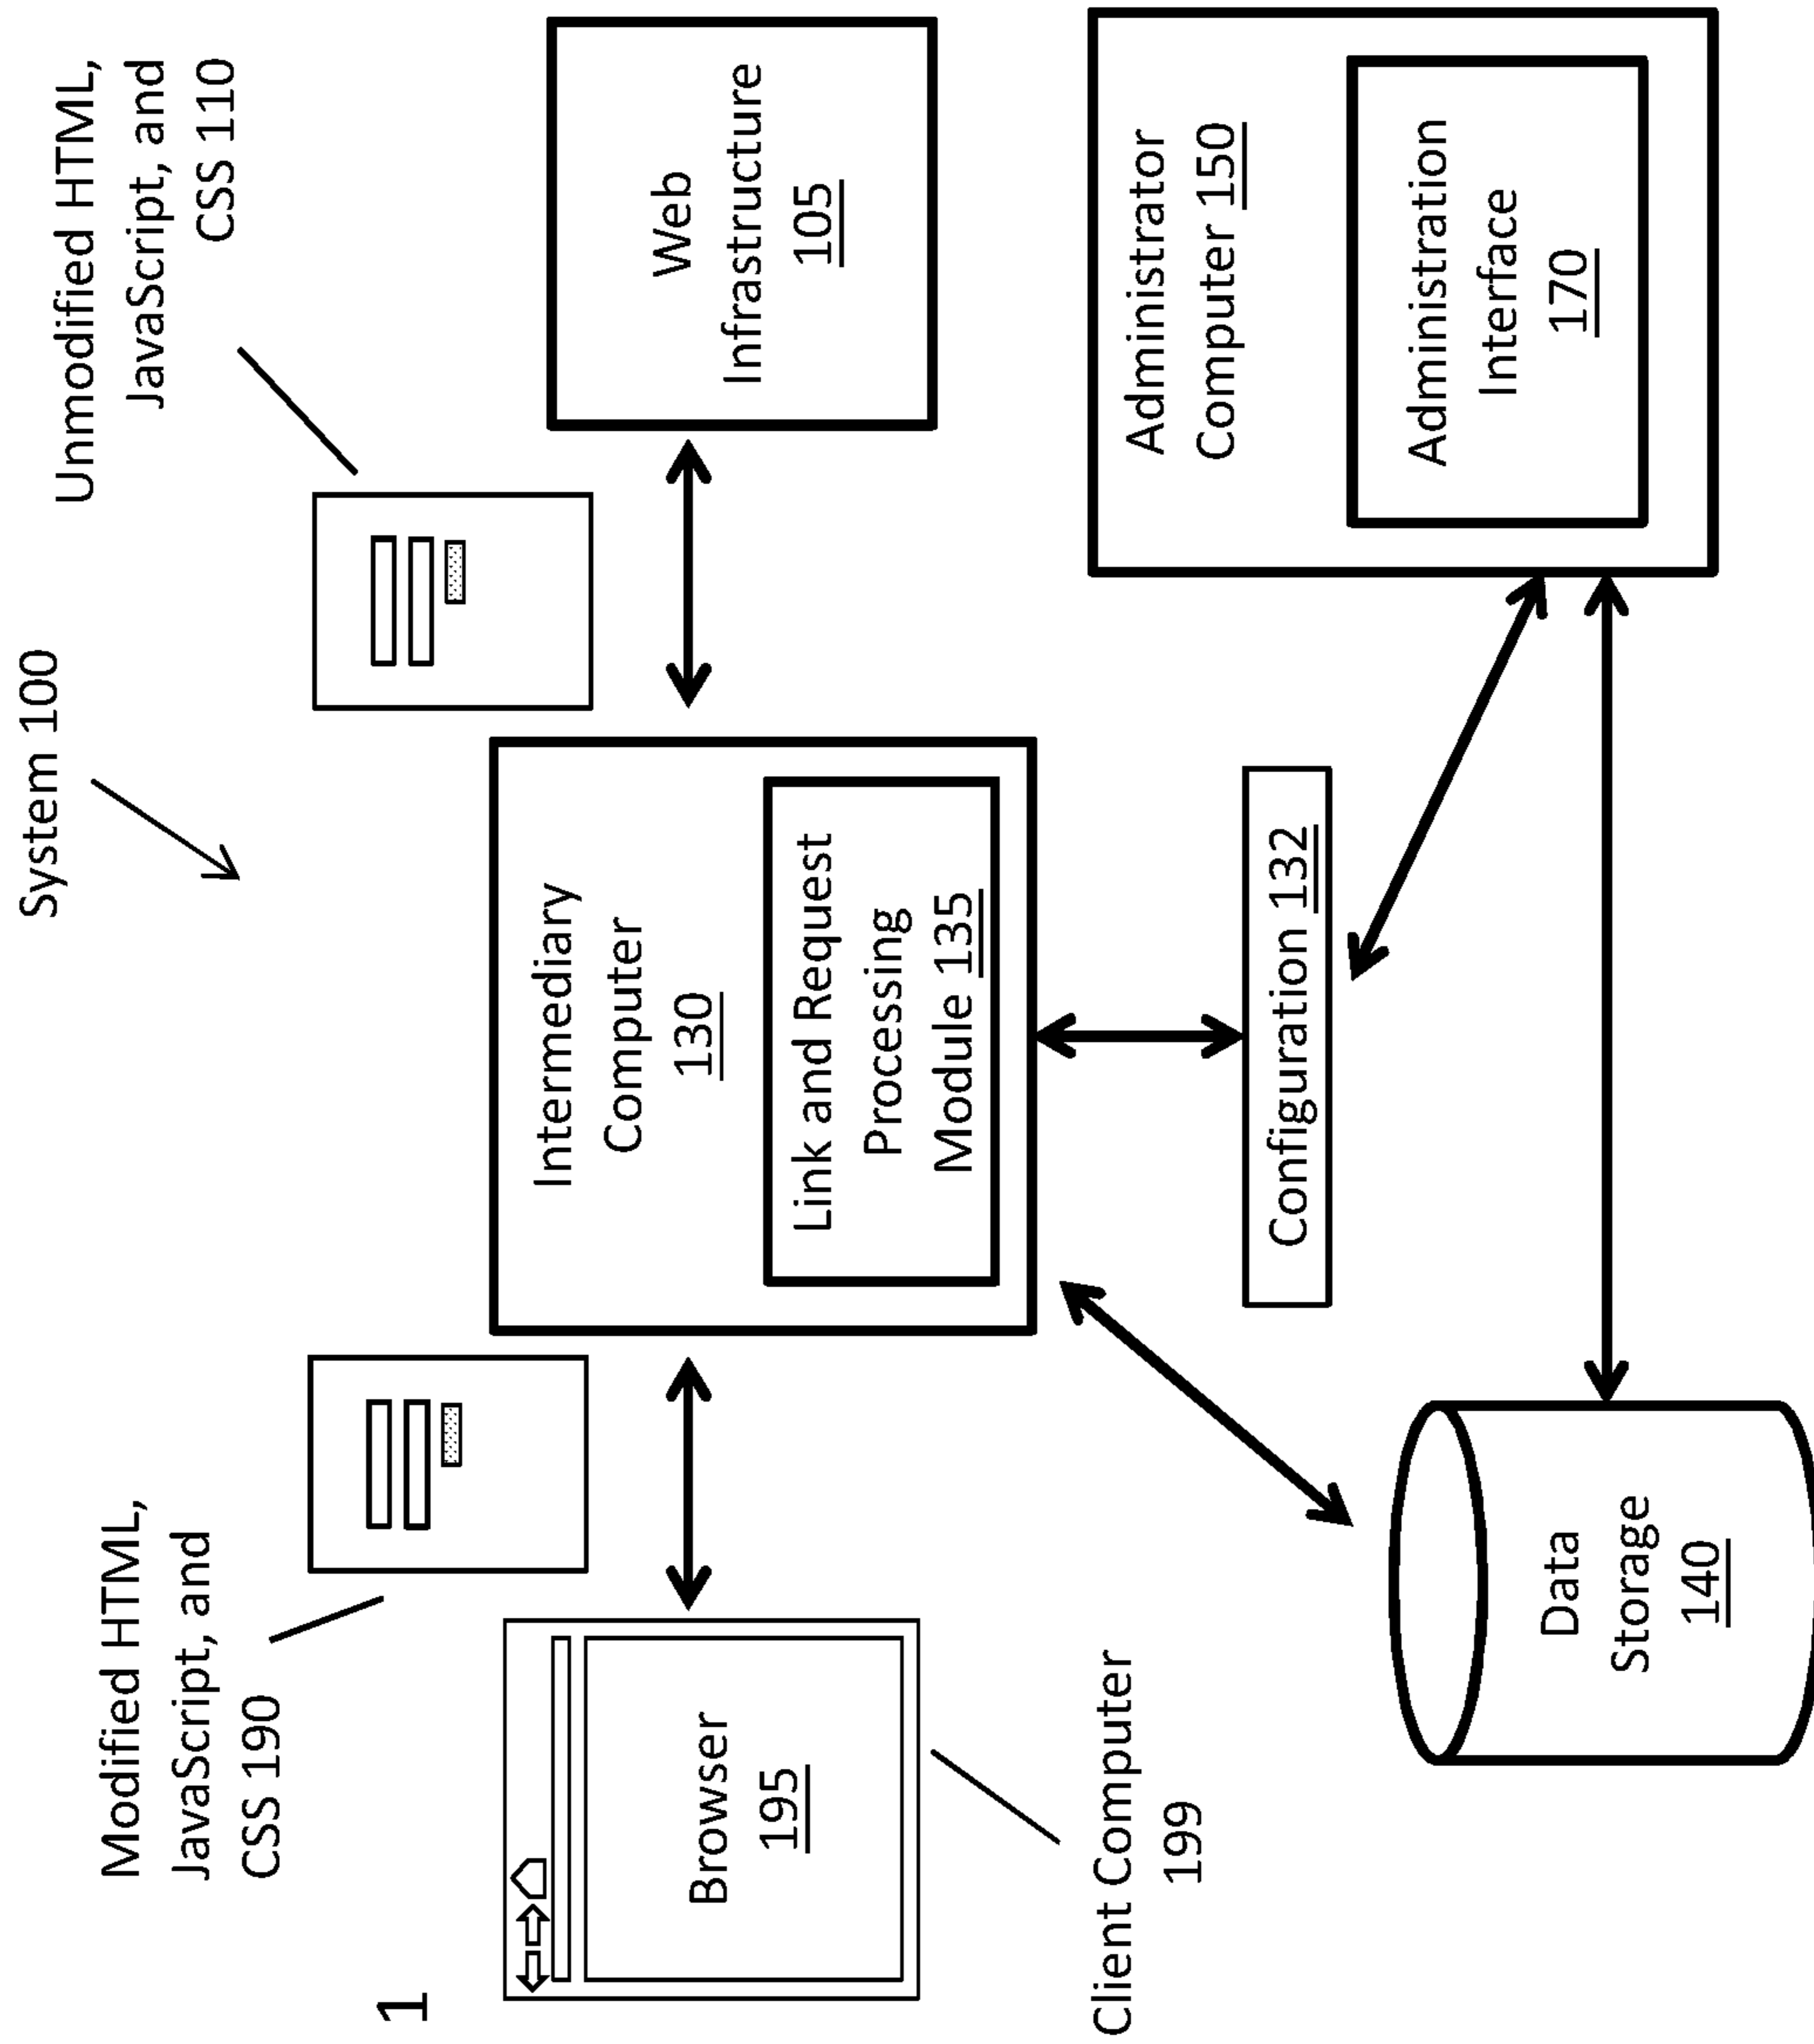 System 100
Modified HTML,
JavaScript, and
CSS 190
Unmodified HTML,
JavaScript, and
CSS 110
1
Browser
195
Client Computer
199
Intermediary
Computer
130
Link and Request
Processing
Module 135
Web
Infrastructure
105
Configuration 132
Data
Storage
140
Administrator
Computer 150
Administration
Interface
170